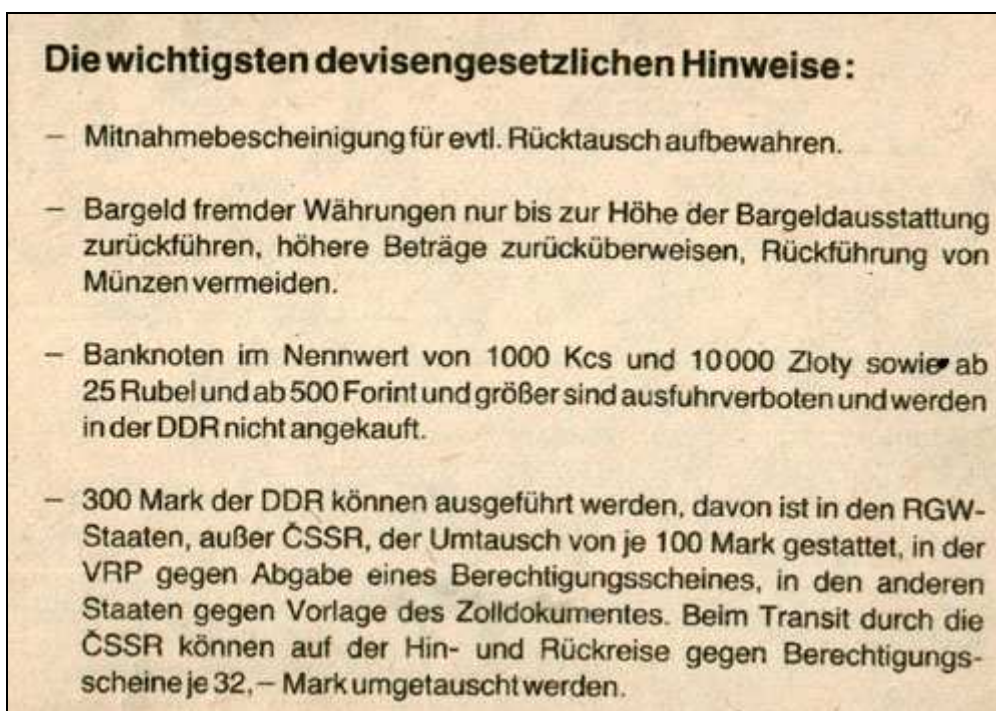 Die wichtigsten devisengesetzlichen Hinweise:
– Mitnahmebescheinigung für evtl. Rücktausch aufbewahren.
– Bargeld fremder Währungen nur bis zur Höhe der Bargeldausstattung
zurückführen, höhere Beträge zurücküberweisen, Rückführung von
Münzen vermeiden.
– Banknoten im Nennwert von 1000 Kcs und 10000 Zloty sowie ab
25 Rubel und ab 500 Forint und größer sind ausfuhrverboten und werden
in der DDR nicht angekauft.
– 300 Mark der DDR können ausgeführt werden, davon ist in den RGW-
Staaten, außer ČSSR, der Umtausch von je 100 Mark gestattet, in der
VRP gegen Abgabe eines Berechtigungsscheines, in den anderen
Staaten gegen Vorlage des Zolldokumentes. Beim Transit durch die
ČSSR können auf der Hin- und Rückreise gegen Berechtigungs-
scheine je 32,– Mark umgetauscht werden.